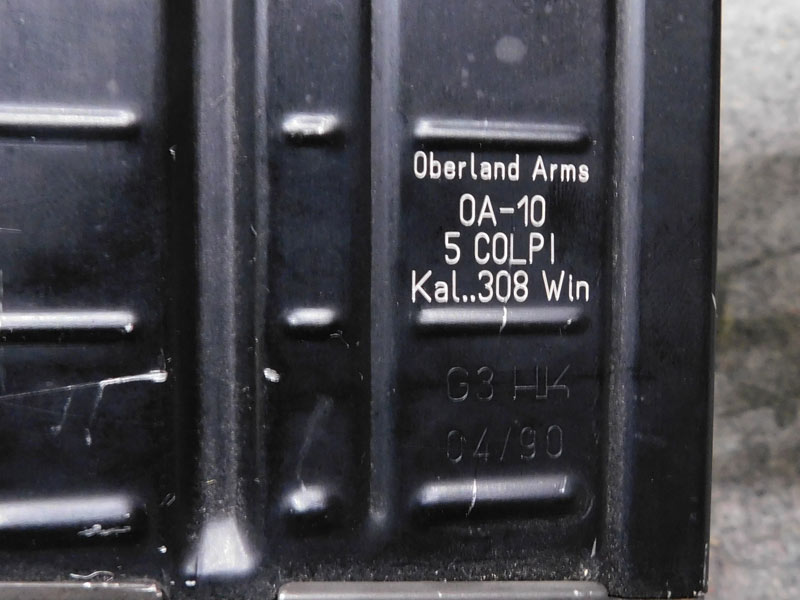 Oberland Arms
OA-10
5 COLPI
Kal..308 Win
G3 HK
04/90